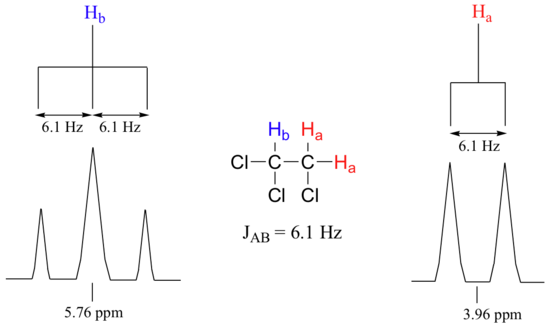 Hb
Ha
6.1 Hz
6.1 Hz
6.1 Hz
Hb Ha
Cl C C Ha
Cl Cl
JAB = 6.1 Hz
5.76 ppm
3.96 ppm